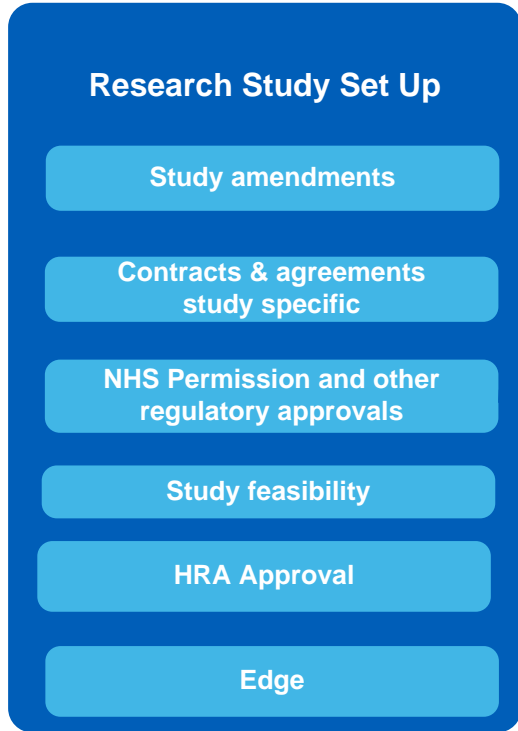 Research Study Set Up
Study amendments
Contracts & agreements
study specific
NHS Permission and other
regulatory approvals
Study feasibility
HRA Approval
Edge